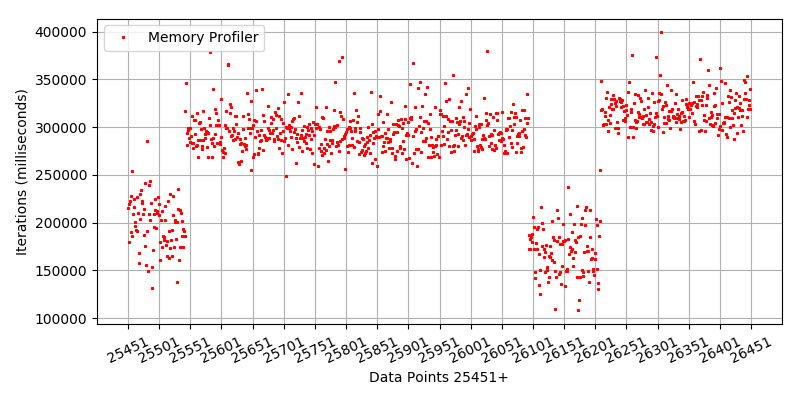 Memory Profiler
400000
350000
300000
250000
200000
150000
100000
Iterations (milliseconds)
25451 25501 25551 25601 25651 25701 25751 25801 25851 25901 25951 26001 26051 26101 26151 26201 26251 26301 26351 26401 26451
Data Points 25451+